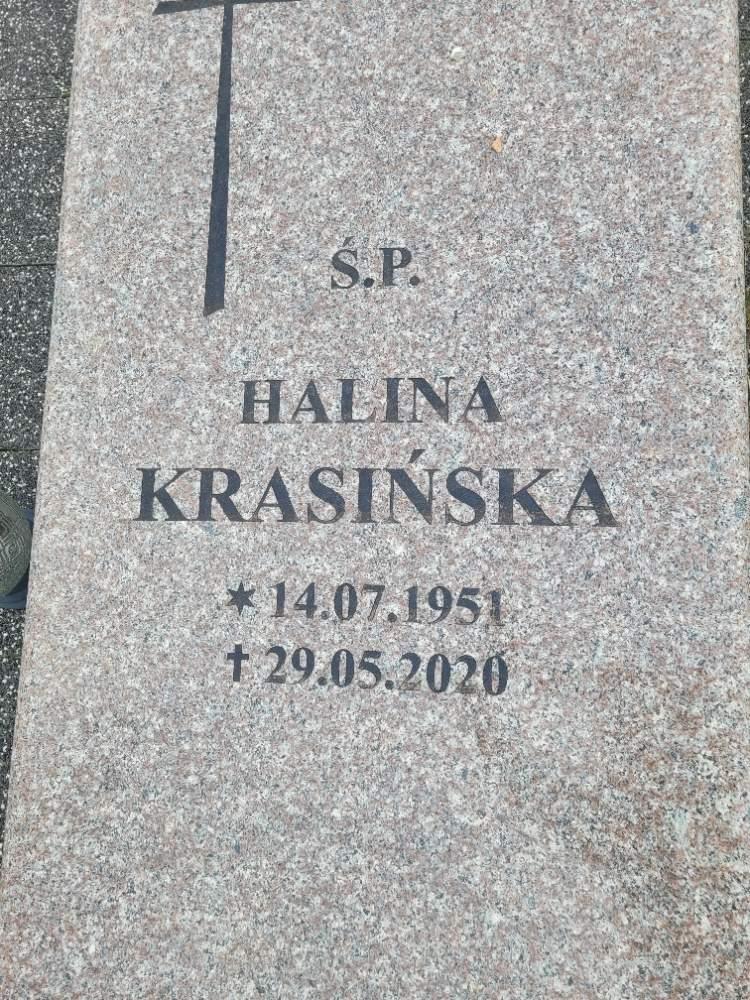 Ś.P.
HALINA
KRASIŃSKA
✶ 14.07.1951
✝ 29.05.2020